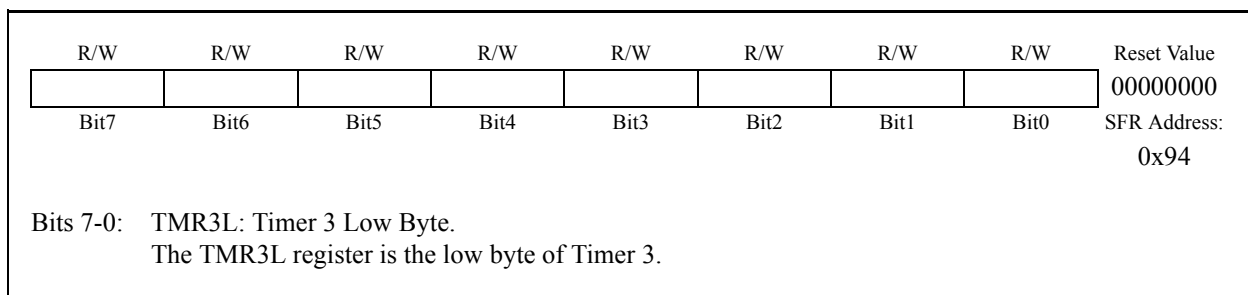 R/W R/W R/W R/W R/W R/W R/W R/W Reset Value
00000000
Bit7 Bit6 Bit5 Bit4 Bit3 Bit2 Bit1 Bit0 SFR Address:
0x94
Bits 7-0: TMR3L: Timer 3 Low Byte.
The TMR3L register is the low byte of Timer 3.